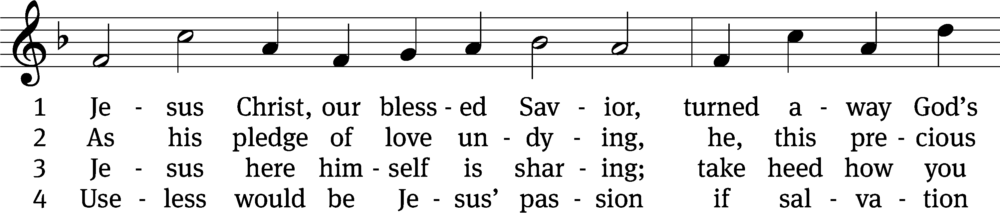 1 Je - sus Christ, our bless - ed Sav - ior, turned a - way God’s
2 As his pledge of love un - dy - ing, he, this pre - cious
3 Je - sus here him - self is shar - ing; take heed how you
4 Use - less would be Je - sus’ pas - sion if sal - va - tion